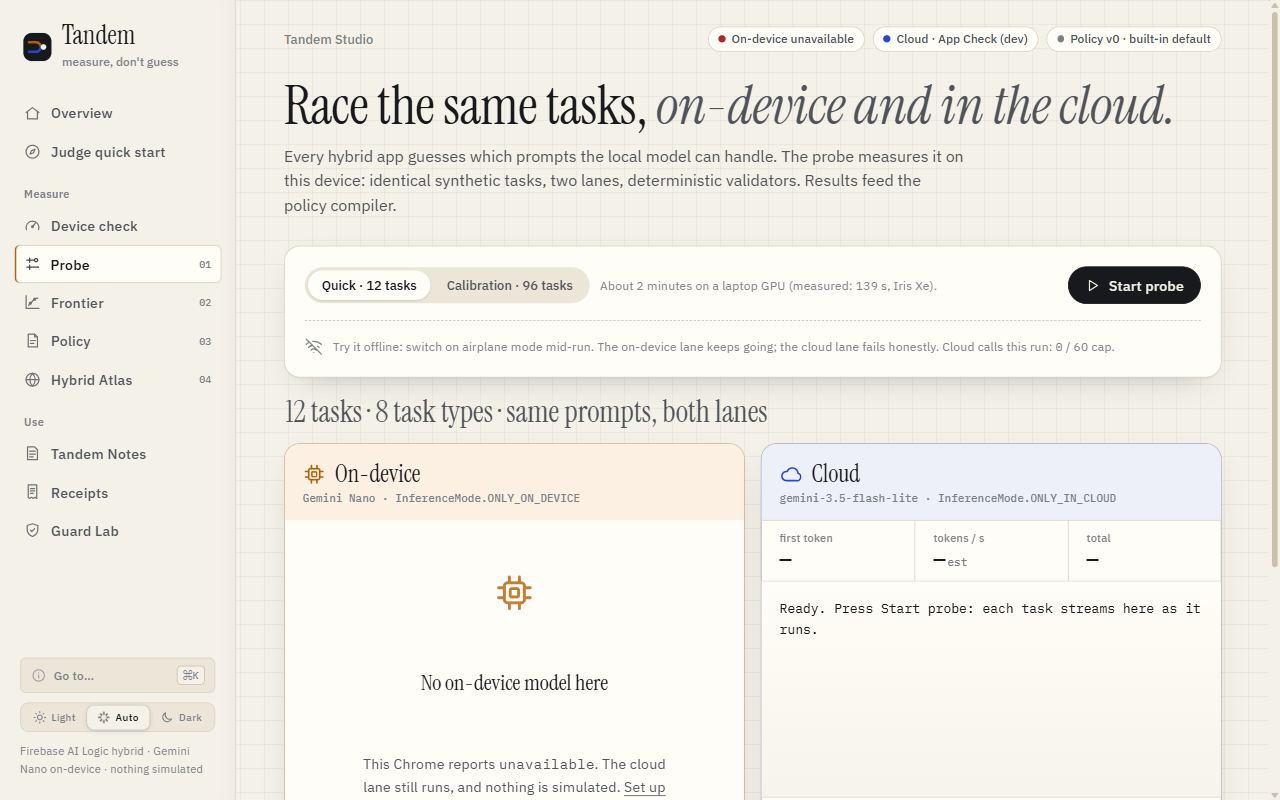 Tandem
measure, don't guess
Overview
Judge quick start
Measure
Device check
Probe 01
Frontier 02
Policy 03
Hybrid Atlas 04
Use
Tandem Notes
Receipts
Guard Lab
Go to... ⌘K
Light Auto Dark
Firebase AI Logic hybrid · Gemini
Nano on-device · nothing simulated
Tandem Studio
On-device unavailable
Cloud · App Check (dev)
Policy v0 · built-in default
Race the same tasks, on-device and in the cloud.
Every hybrid app guesses which prompts the local model can handle. The probe measures it on
this device: identical synthetic tasks, two lanes, deterministic validators. Results feed the
policy compiler.
Quick · 12 tasks
Calibration · 96 tasks
About 2 minutes on a laptop GPU (measured: 139 s, Iris Xe).
Start probe
Try it offline: switch on airplane mode mid-run. The on-device lane keeps going; the cloud lane fails honestly. Cloud calls this run: 0 / 60 cap.
12 tasks · 8 task types · same prompts, both lanes
On-device
Gemini Nano · InferenceMode.ONLY_ON_DEVICE
No on-device model here
This Chrome reports unavailable. The cloud
lane still runs, and nothing is simulated. Set up
Cloud
gemini-3.5-flash-lite · InferenceMode.ONLY_IN_CLOUD
first token tokens / s total
— —est —
Ready. Press Start probe: each task streams here as it
runs.